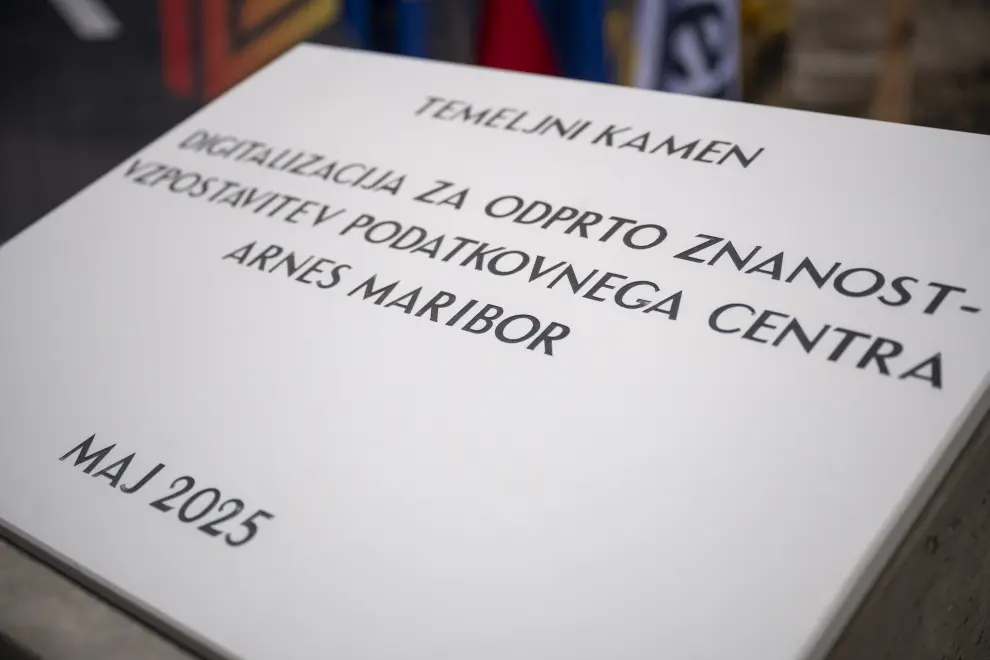 TEMELJNI KAMEN
DIGITALIZACIJA ZA ODPRTO ZNANOST-
VZPOSTAVITEV PODATKOVNEGA CENTRA
ARNES MARIBOR
MAJ 2025